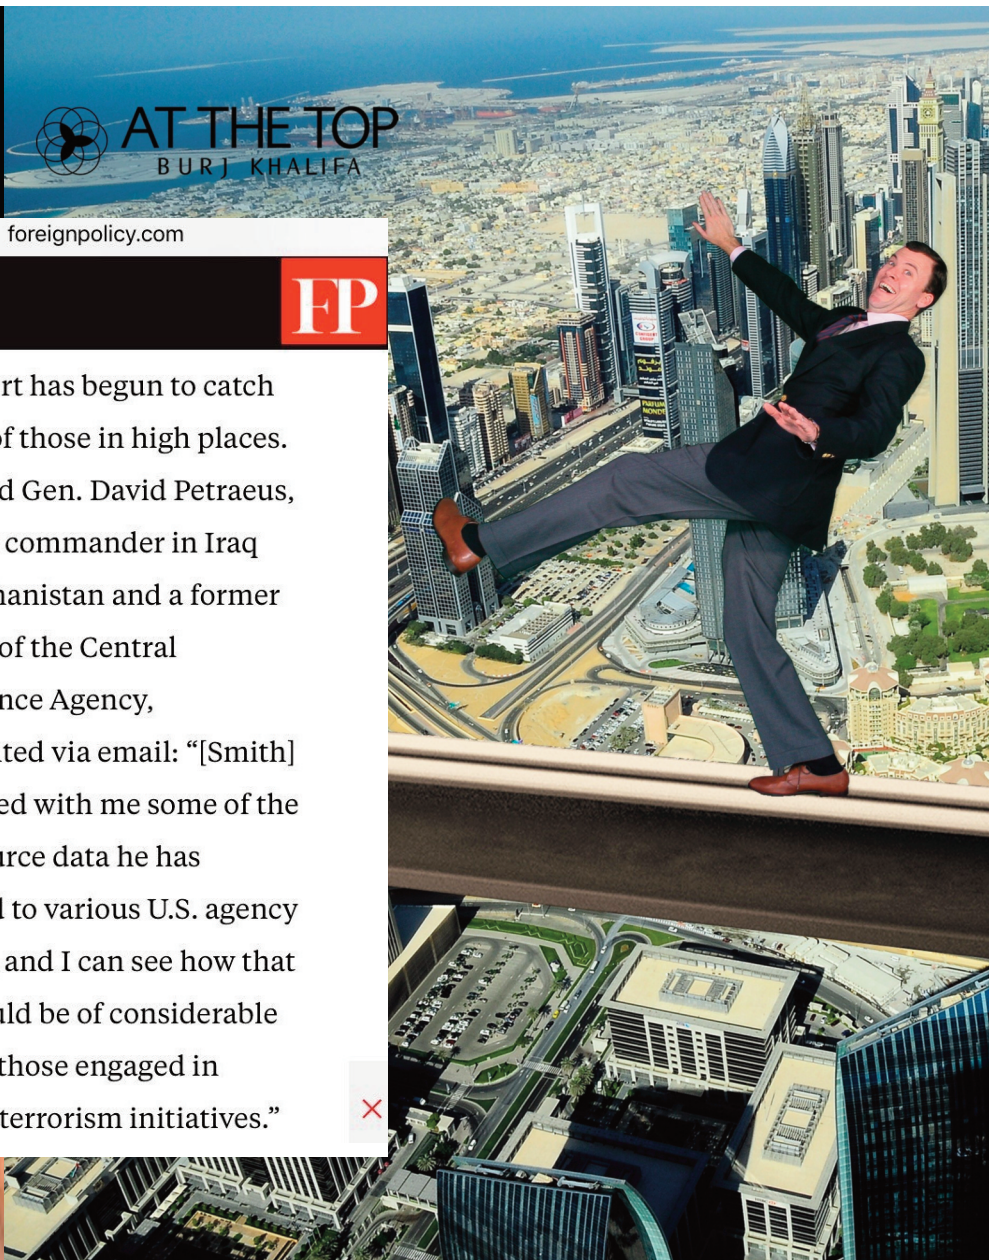 AT THE TOP
BURJ KHALIFA
foreignpolicy.com
FP
rt has begun to catch
of those in high places.
d Gen. David Petraeus,
commander in Iraq
hanistan and a former
of the Central
nce Agency,
ted via email: “[Smith]
ed with me some of the
urce data he has
d to various U.S. agency
and I can see how that
uld be of considerable
those engaged in
terrorism initiatives.”
PARFUM
MONDE